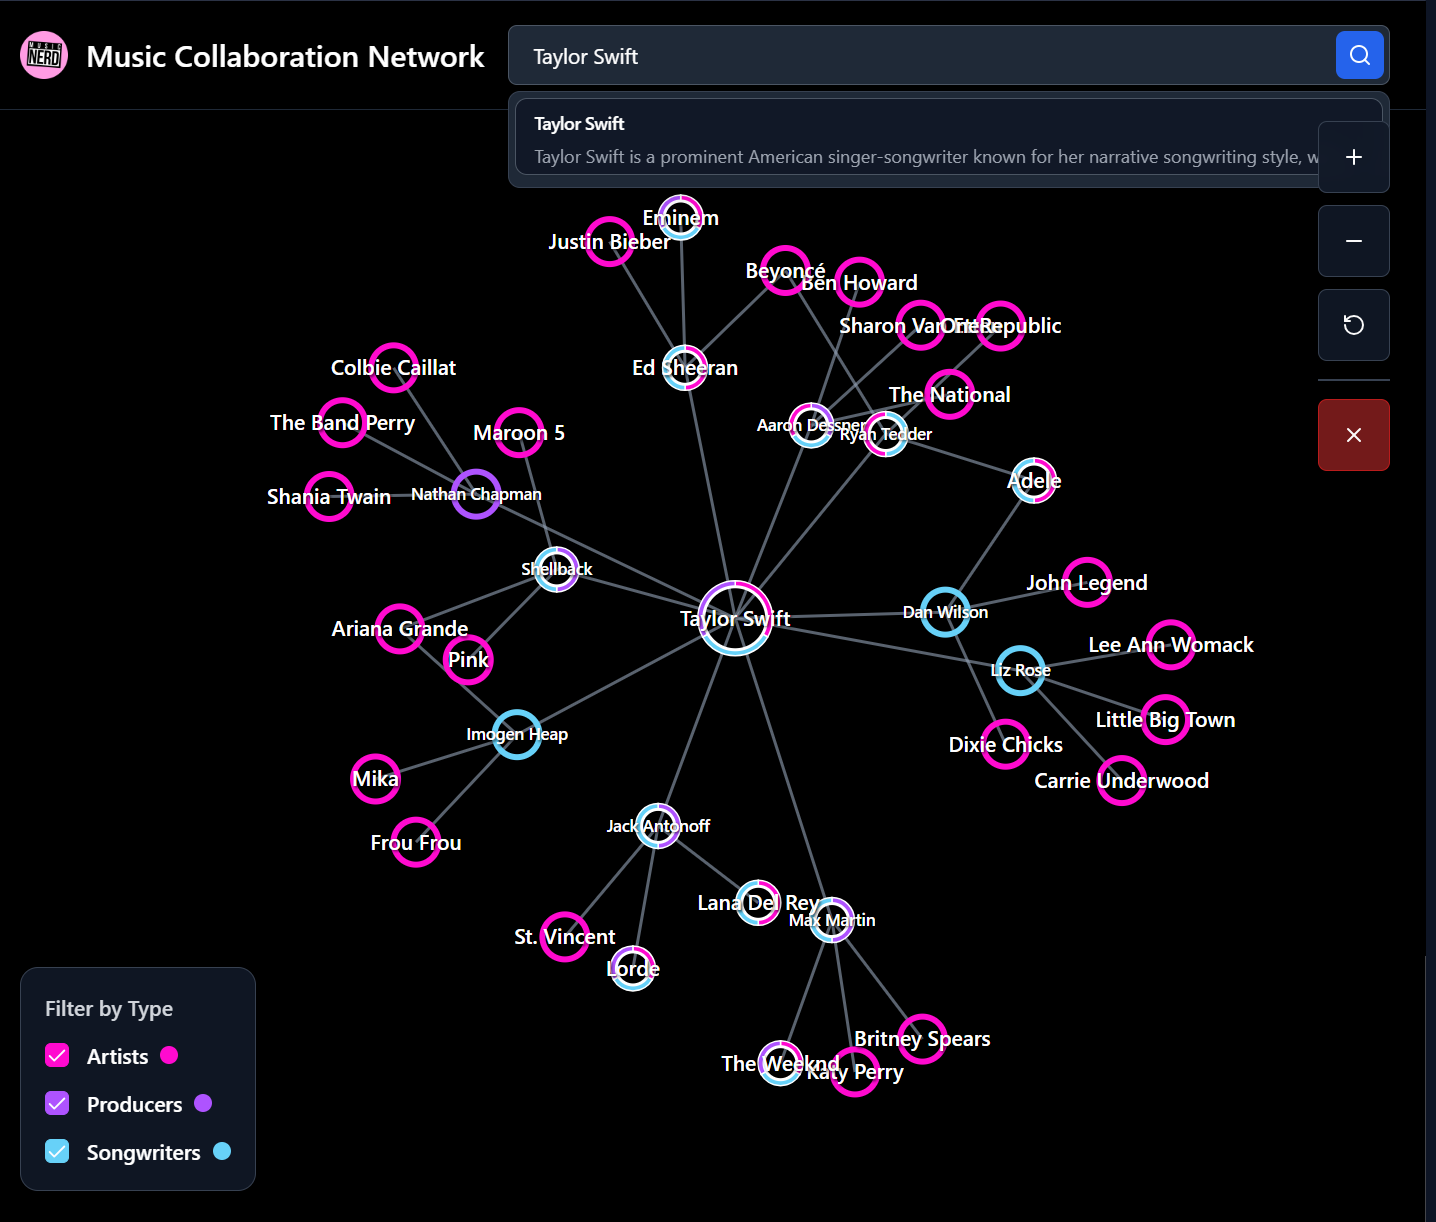 MUSIC
NERD
Music Collaboration Network
Taylor Swift
Taylor Swift
Taylor Swift is a prominent American singer-songwriter known for her narrative songwriting style, w
Eminem
Justin Bieber
Beyoncé
Ben Howard
Sharon Van Etten
OneRepublic
Ed Sheeran
Colbie Caillat
The National
The Band Perry
Maroon 5
Aaron Dessner
Ryan Tedder
Adele
Shania Twain
Nathan Chapman
Shellback
John Legend
Dan Wilson
Taylor Swift
Ariana Grande
Pink
Lee Ann Womack
Liz Rose
Little Big Town
Imogen Heap
Dixie Chicks
Mika
Carrie Underwood
Jack Antonoff
Frou Frou
Lana Del Rey
Max Martin
St. Vincent
Lorde
Britney Spears
The Weeknd
Katy Perry
Filter by Type
Artists
Producers
Songwriters